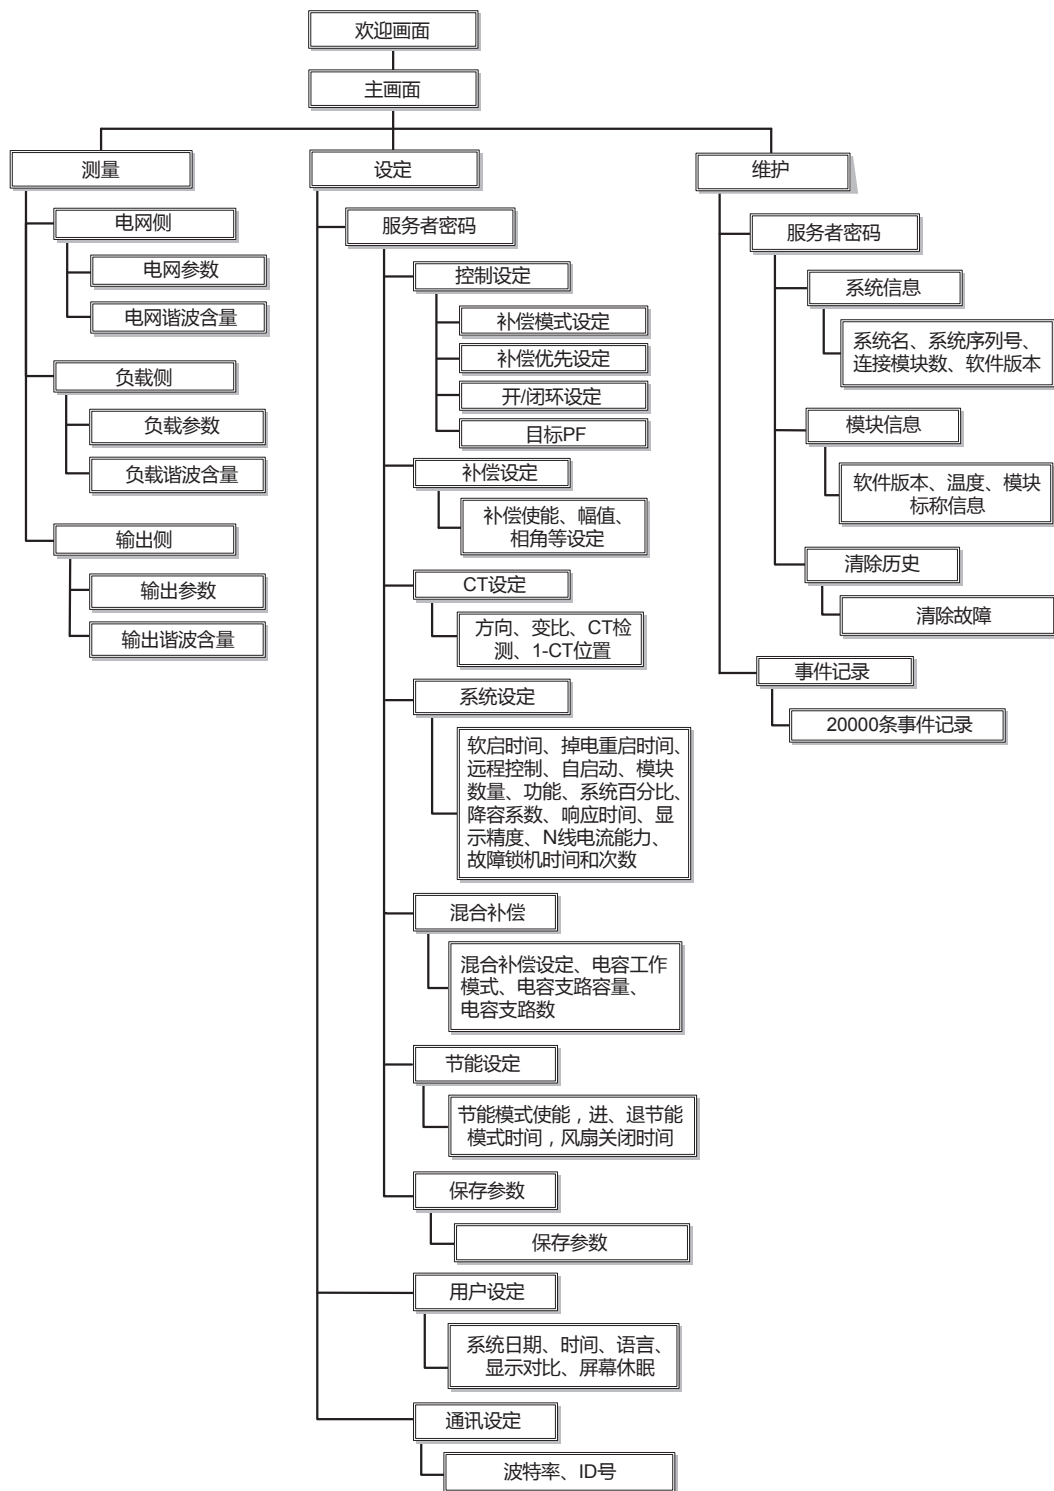 欢迎画面
主画面
测量
电网侧
电网参数
电网谐波含量
负载侧
负载参数
负载谐波含量
输出侧
输出参数
输出谐波含量
设定
服务者密码
控制设定
补偿模式设定
补偿优先设定
开/闭环设定
目标PF
补偿设定
补偿使能、幅值、
相角等设定
CT设定
方向、变比、CT检
测、1-CT位置
系统设定
软启时间、掉电重启时间、
远程控制、自启动、模块
数量、功能、系统百分比、
降容系数、响应时间、显
示精度、N线电流能力、
故障锁机时间和次数
混合补偿
混合补偿设定、电容工作
模式、电容支路容量、
电容支路数
节能设定
节能模式使能，进、退节能
模式时间，风扇关闭时间
保存参数
保存参数
用户设定
系统日期、时间、语言、
显示对比、屏幕休眠
通讯设定
波特率、ID号
维护
服务者密码
系统信息
系统名、系统序列号、
连接模块数、软件版本
模块信息
软件版本、温度、模块
标称信息
清除历史
清除故障
事件记录
20000条事件记录